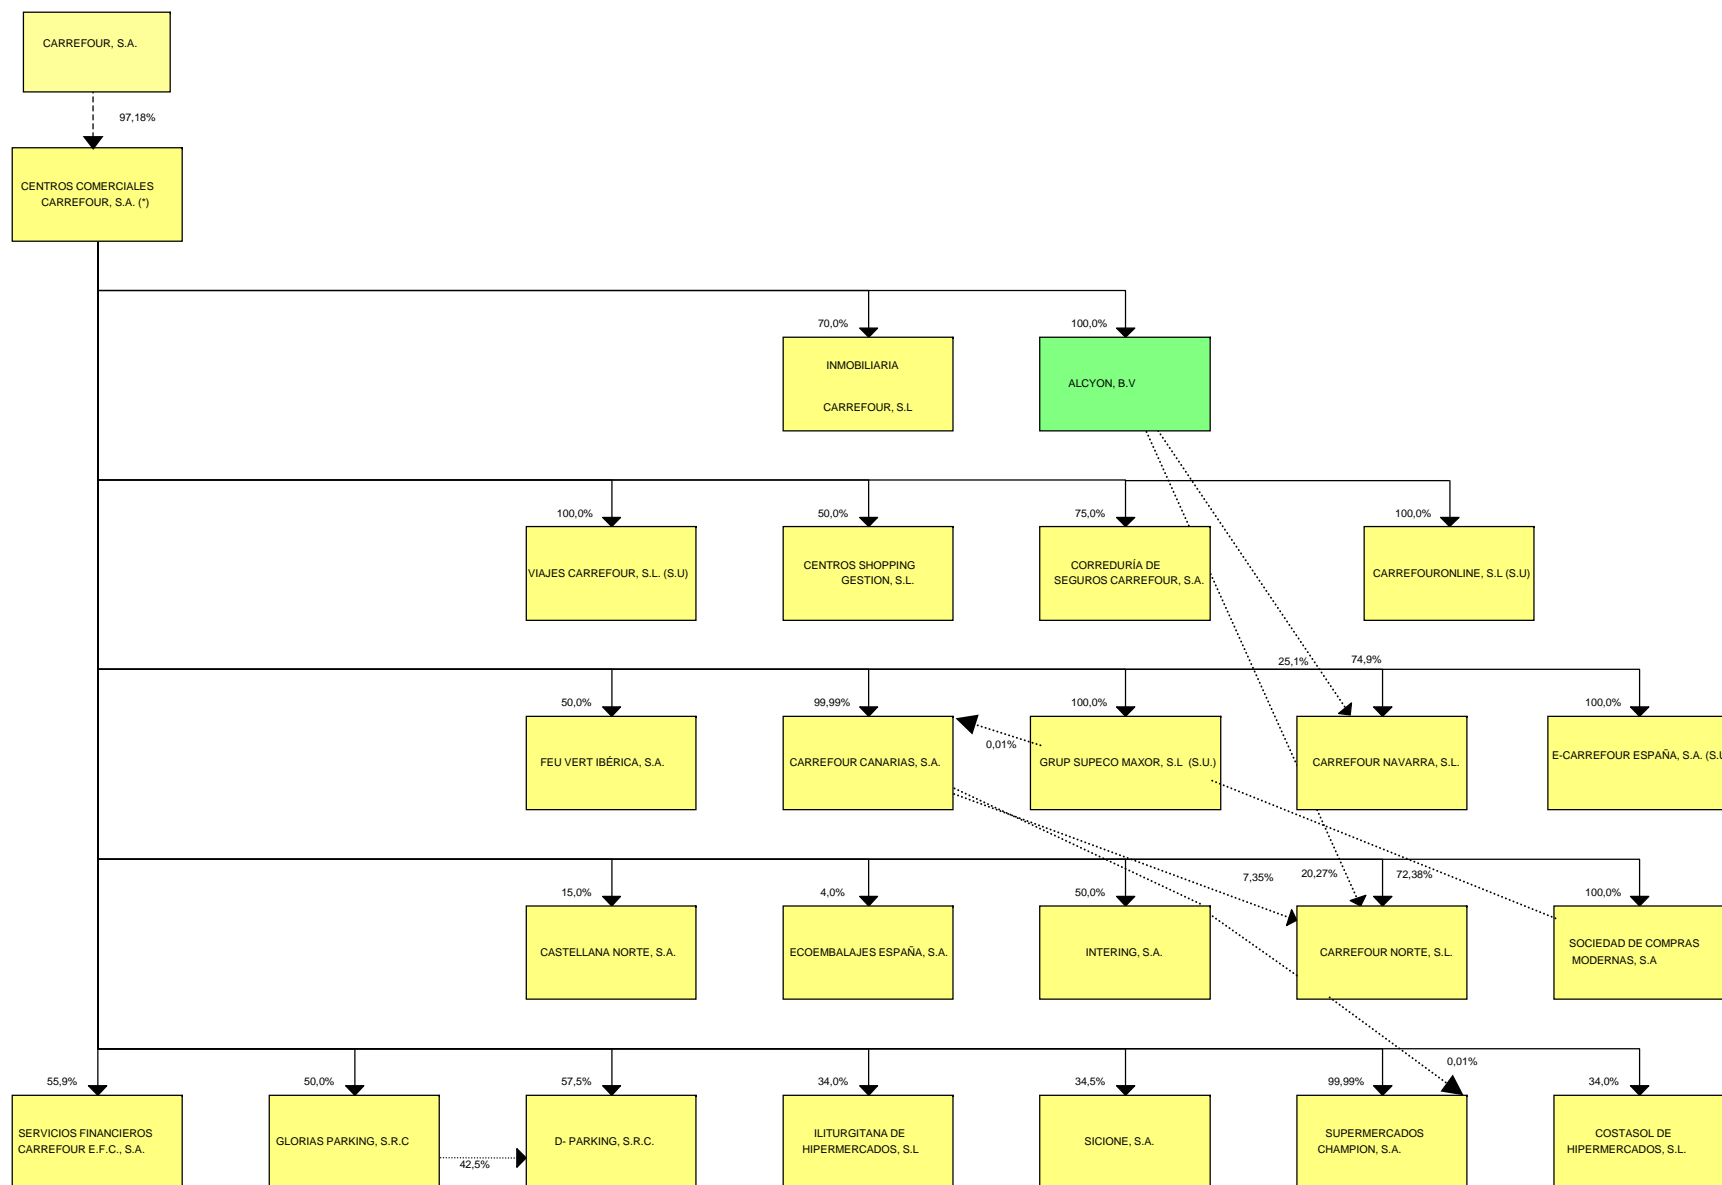 CARREFOUR, S.A.
97,18%
CENTROS COMERCIALES
CARREFOUR, S.A. (*)
70,0%
100,0%
INMOBILIARIA
CARREFOUR, S.L
ALCYON, B.V
100,0%
50,0%
75,0%
100,0%
VIAJES CARREFOUR, S.L. (S.U)
CENTROS SHOPPING
GESTION, S.L.
CORREDURÍA DE
SEGUROS CARREFOUR, S.A.
CARREFOURONLINE, S.L (S.U)
25,1%
74,9%
50,0%
99,99%
100,0%
100,0%
0,01%
FEU VERT IBÉRICA, S.A.
CARREFOUR CANARIAS, S.A.
GRUP SUPECO MAXOR, S.L (S.U.)
CARREFOUR NAVARRA, S.L.
E-CARREFOUR ESPAÑA, S.A. (S.U
15,0%
4,0%
50,0%
7,35%
20,27%
72,38%
100,0%
CASTELLANA NORTE, S.A.
ECOEMBALAJES ESPAÑA, S.A.
INTERING, S.A.
CARREFOUR NORTE, S.L.
SOCIEDAD DE COMPRAS
MODERNAS, S.A
55,9%
50,0%
57,5%
34,0%
34,5%
99,99%
0,01%
34,0%
SERVICIOS FINANCIEROS
CARREFOUR E.F.C., S.A.
GLORIAS PARKING, S.R.C
42,5%
D- PARKING, S.R.C.
ILITURGITANA DE
HIPERMERCADOS, S.L
SICIONE, S.A.
SUPERMERCADOS
CHAMPION, S.A.
COSTASOL DE
HIPERMERCADOS, S.L.